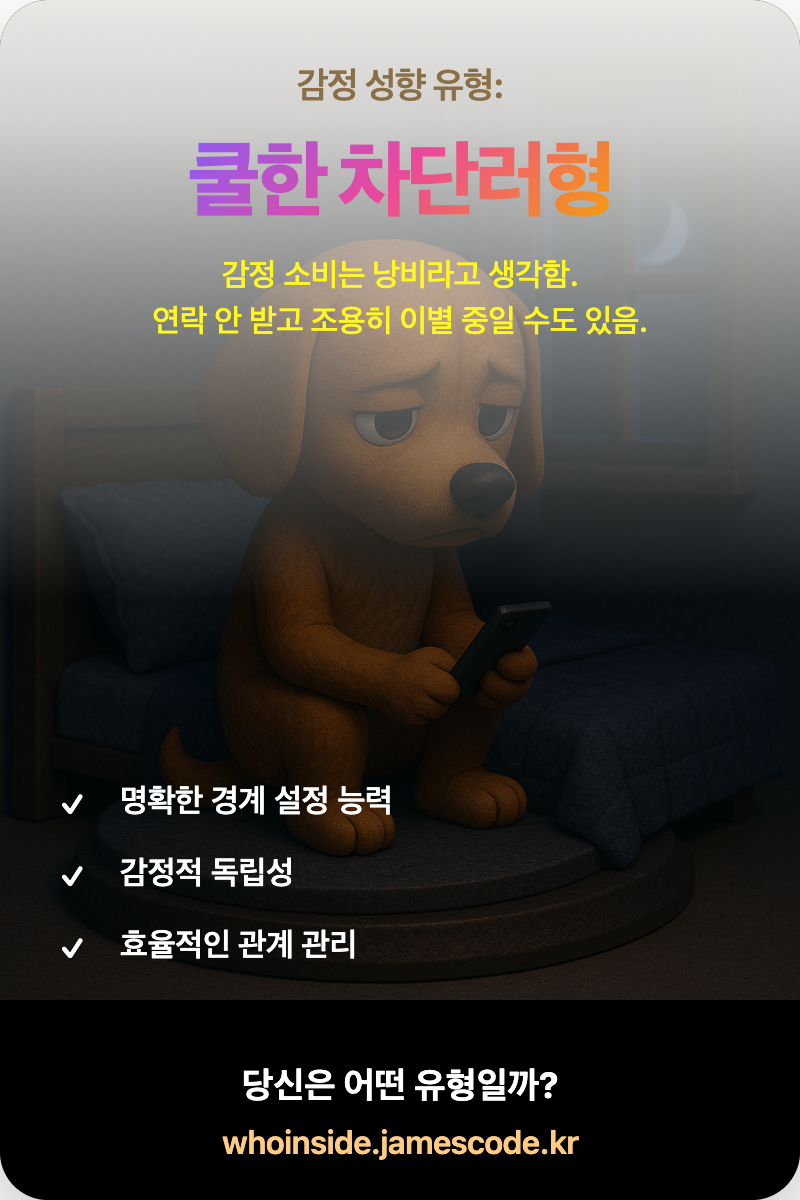 감정 성향 유형:
쿨한 차단러형
감정 소비는 낭비라고 생각함.
연락 안 받고 조용히 이별 중일 수도 있음.
✓ 명확한 경계 설정 능력
✓ 감정적 독립성
✓ 효율적인 관계 관리
당신은 어떤 유형일까?
whoinside.jamescode.kr